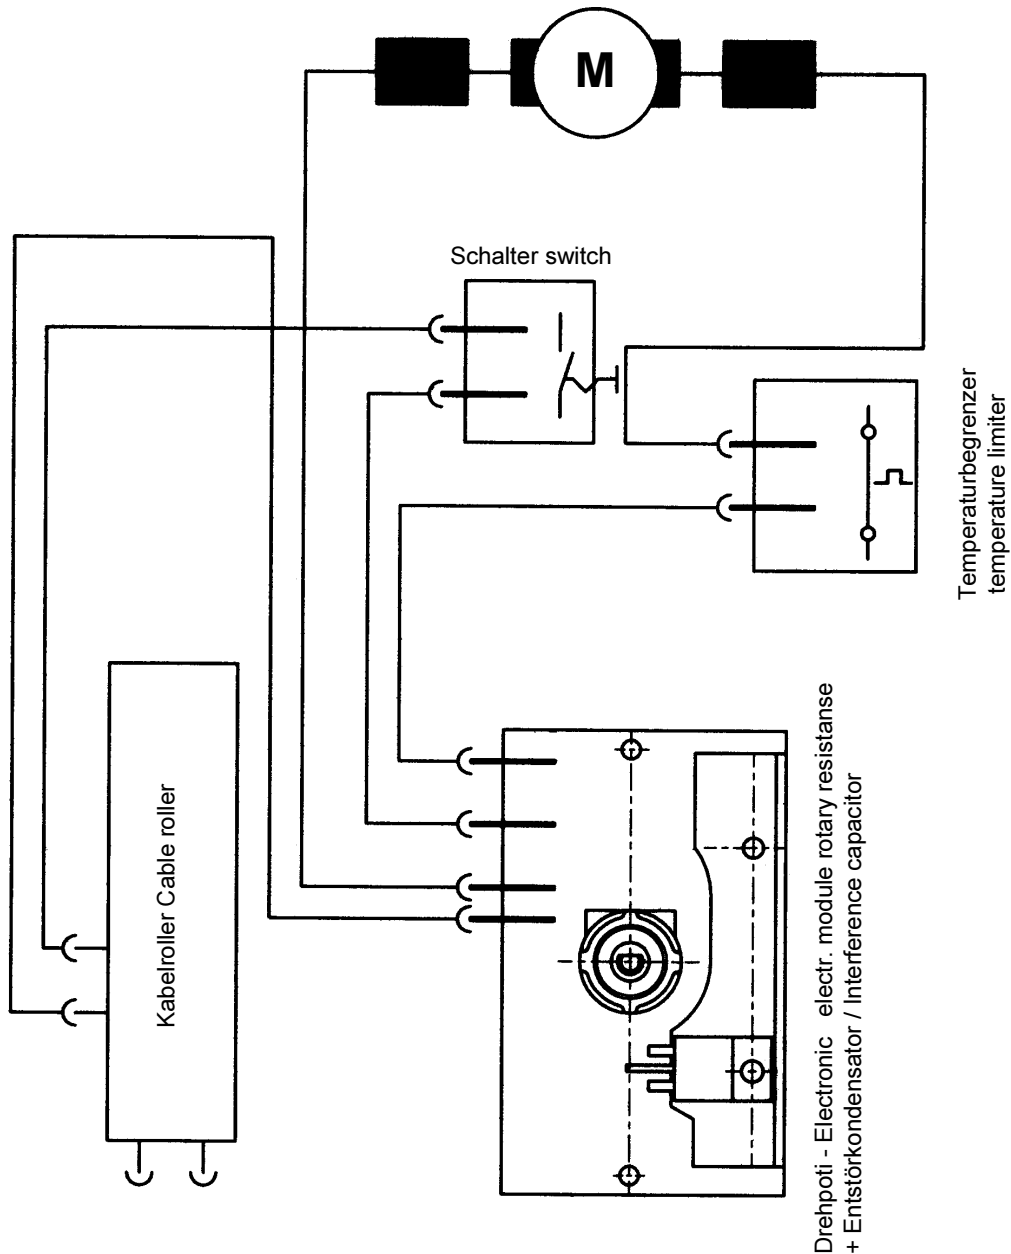 M
Schalter switch
Temperaturbegrenzer
temperature limiter
Kabelroller Cable roller
Drehpoti - Electronic electr. module rotary resistanse
+ Entstörkondensator / Interference capacitor